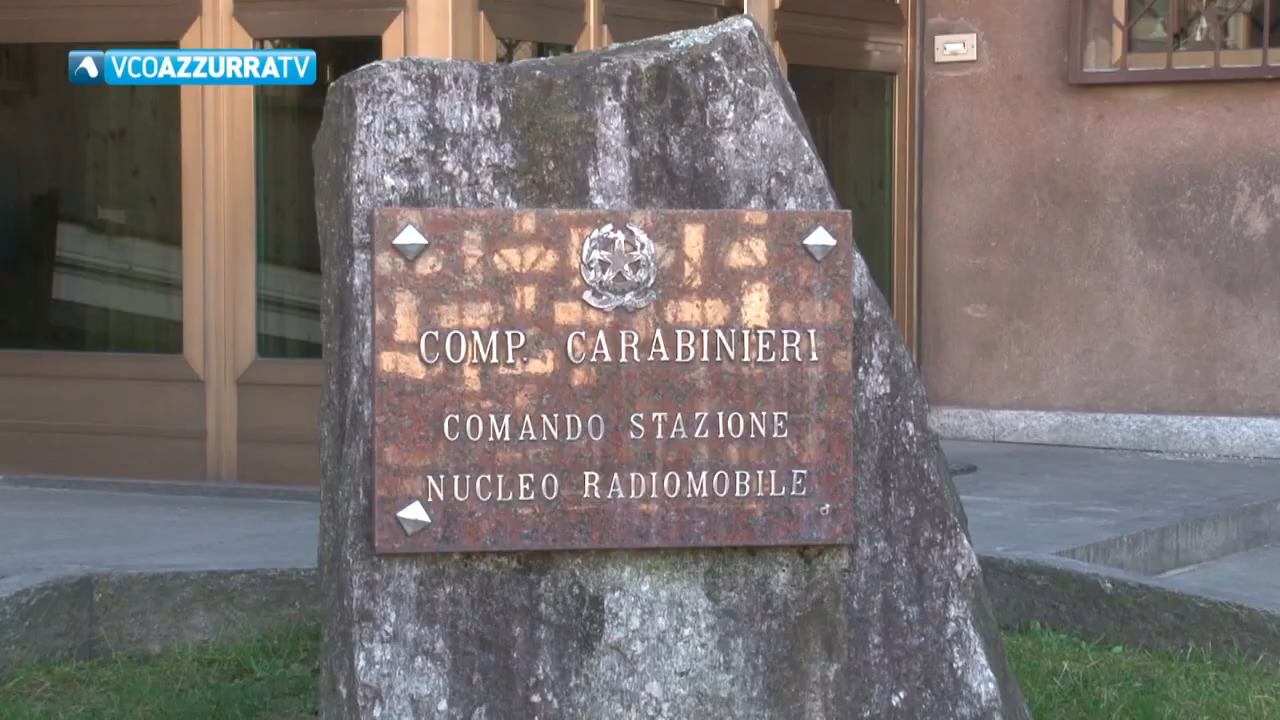 VCOAZZURRATV
COMP. CARABINIERI
COMANDO STAZIONE
NUCLEO RADIOMOBILE